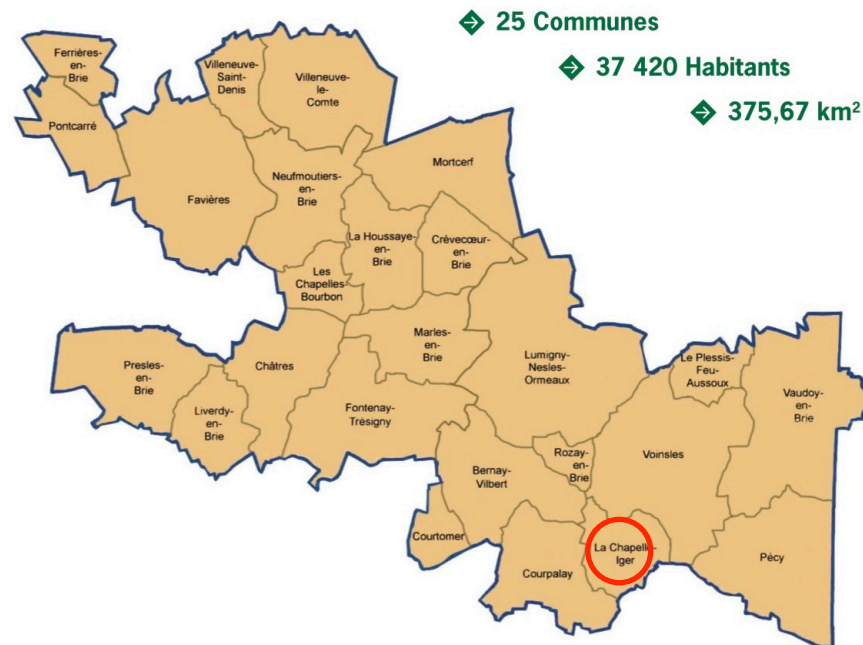 25 Communes
37 420 Habitants
375,67 km²
Ferrières-
en-
Brie
Pontcarré
Villeneuve-
Saint-
Denis
Villeneuve-
le-
Comte
Favières
Neufmoutiers-
en-
Brie
Mortcerf
La Houssaye-
en-
Brie
Crèvecœur-
en-
Brie
Les
Chapelles-
Bourbon
Marles-
en-
Brie
Châtres
Presles-
en-
Brie
Liverdy-
en-
Brie
Fontenay-
Trésigny
Lumigny-
Nesles-
Ormeaux
Le Plessis-
Feu-
Aussoux
Vaudoy-
en-
Brie
Voinsles
Rozay-
en-
Brie
Bernay-
Vilbert
Courtomer
Courpalay
La Chapelle-
Iger
Pécy